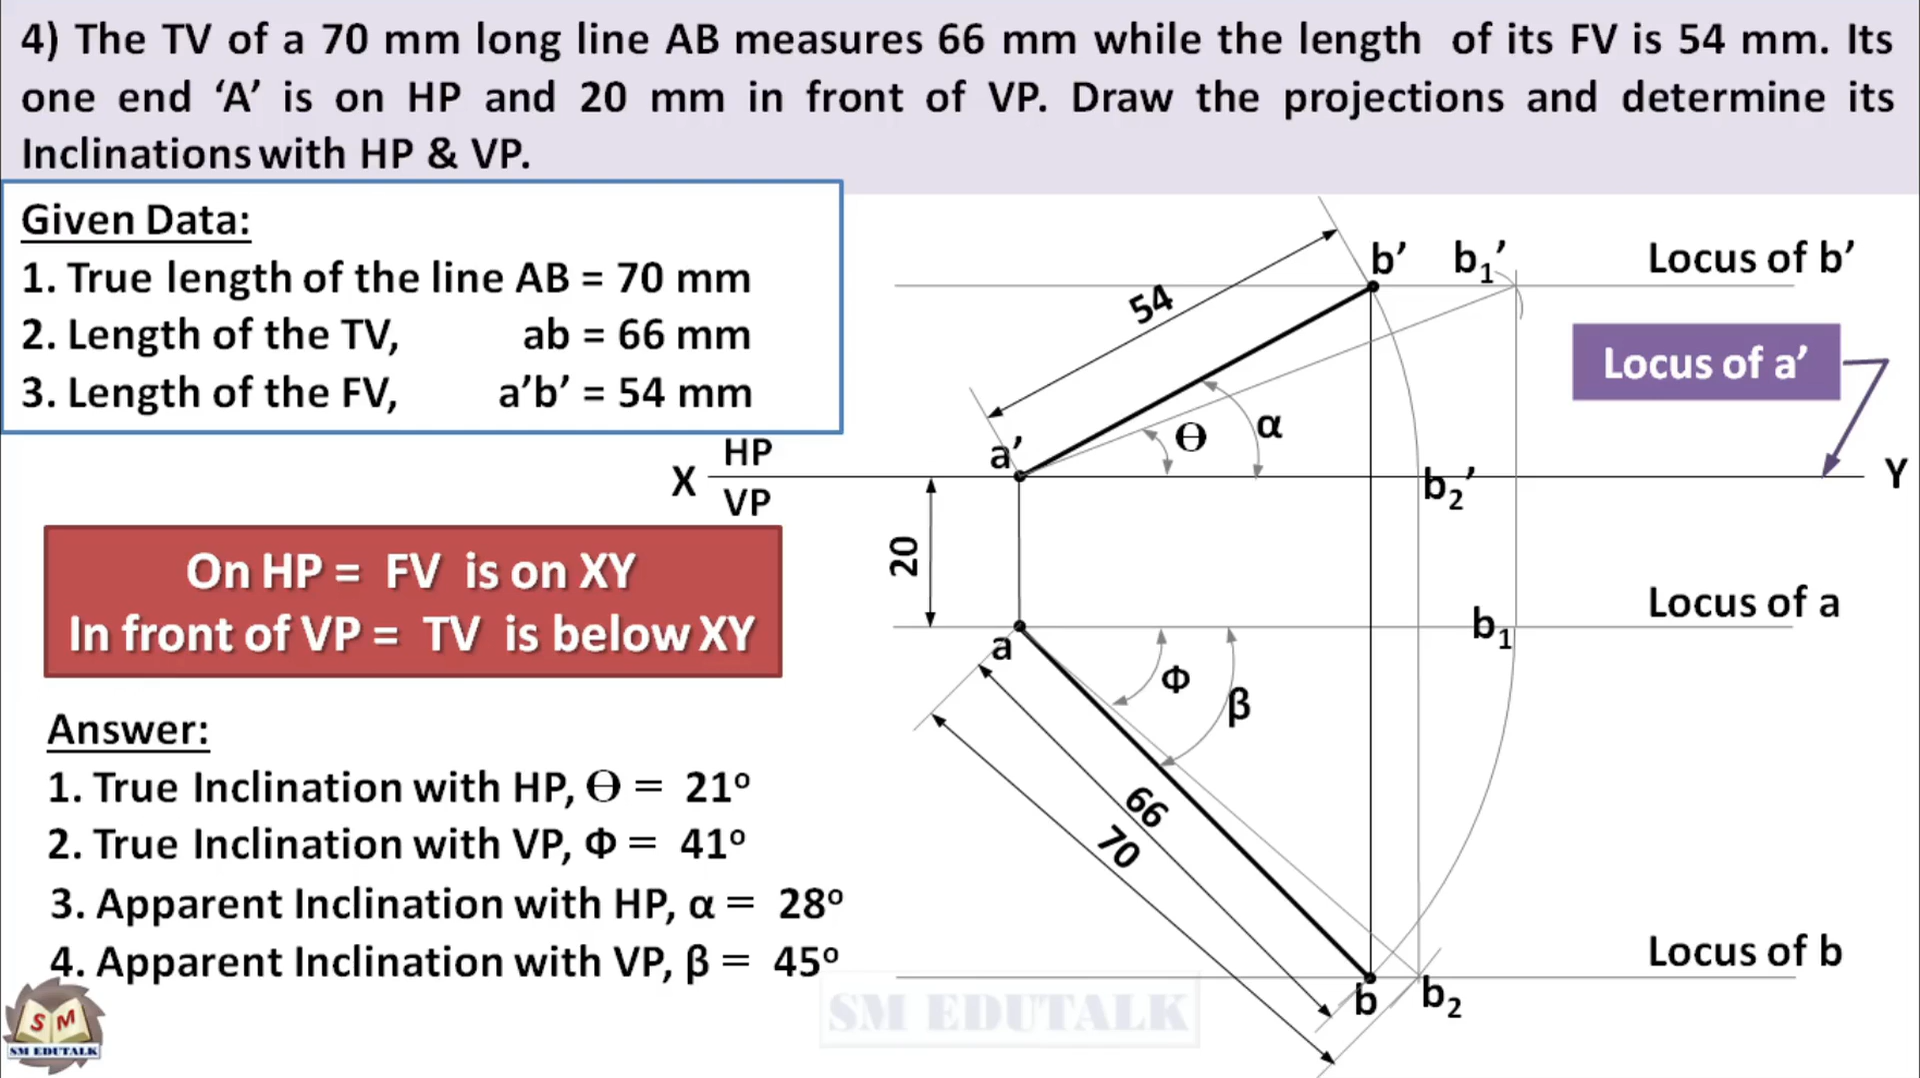 4) The TV of a 70 mm long line AB measures 66 mm while the length of its FV is 54 mm. Its
one end ‘A’ is on HP and 20 mm in front of VP. Draw the projections and determine its
Inclinations with HP & VP.
Given Data:
1. True length of the line AB = 70 mm
2. Length of the TV, ab = 66 mm
3. Length of the FV, a’b’ = 54 mm
On HP = FV is on XY
In front of VP = TV is below XY
Answer:
1. True Inclination with HP, Ɵ = 21º
2. True Inclination with VP, Φ = 41º
3. Apparent Inclination with HP, α = 28º
4. Apparent Inclination with VP, β = 45º
b’ b₁’ Locus of b’
54
Locus of a’
α
Ɵ
a’
HP
X Y
VP
b₂’
20
Locus of a
b₁
a
Φ
β
66
70
Locus of b
b b₂
SM EDUTALK
S M
SM EDUTALK